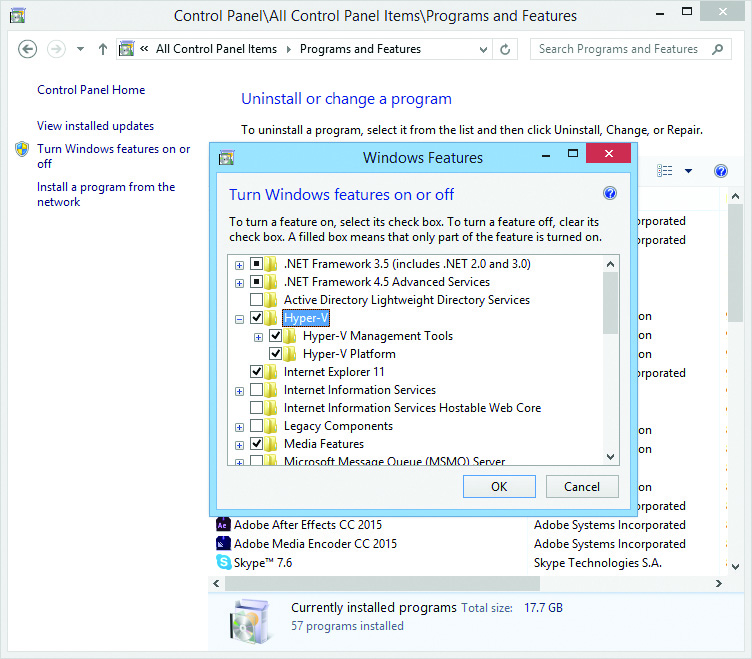 Control Panel\All Control Panel Items\Programs and Features
« All Control Panel Items Programs and Features
Search Programs and Features
Control Panel Home
View installed updates
Turn Windows features on or
off
Install a program from the
network
Uninstall or change a program
To uninstall a program, select it from the list and then click Uninstall, Change, or Repair.
Windows Features
Turn Windows features on or off
To turn a feature on, select its check box. To turn a feature off, clear its
check box. A filled box means that only part of the feature is turned on.
.NET Framework 3.5 (includes .NET 2.0 and 3.0)
.NET Framework 4.5 Advanced Services
Active Directory Lightweight Directory Services
Hyper-V
Hyper-V Management Tools
Hyper-V Platform
Internet Explorer 11
Internet Information Services
Internet Information Services Hostable Web Core
Legacy Components
Media Features
Microsoft Message Queue (MSMQ) Server
OK Cancel
orporated
orporated
on
on
on
orporated
on
on
on
orporated
Adobe After Effects CC 2015 Adobe Systems Incorporated
Adobe Media Encoder CC 2015 Adobe Systems Incorporated
Skype™ 7.6 Skype Technologies S.A.
Currently installed programs Total size: 17.7 GB
57 programs installed